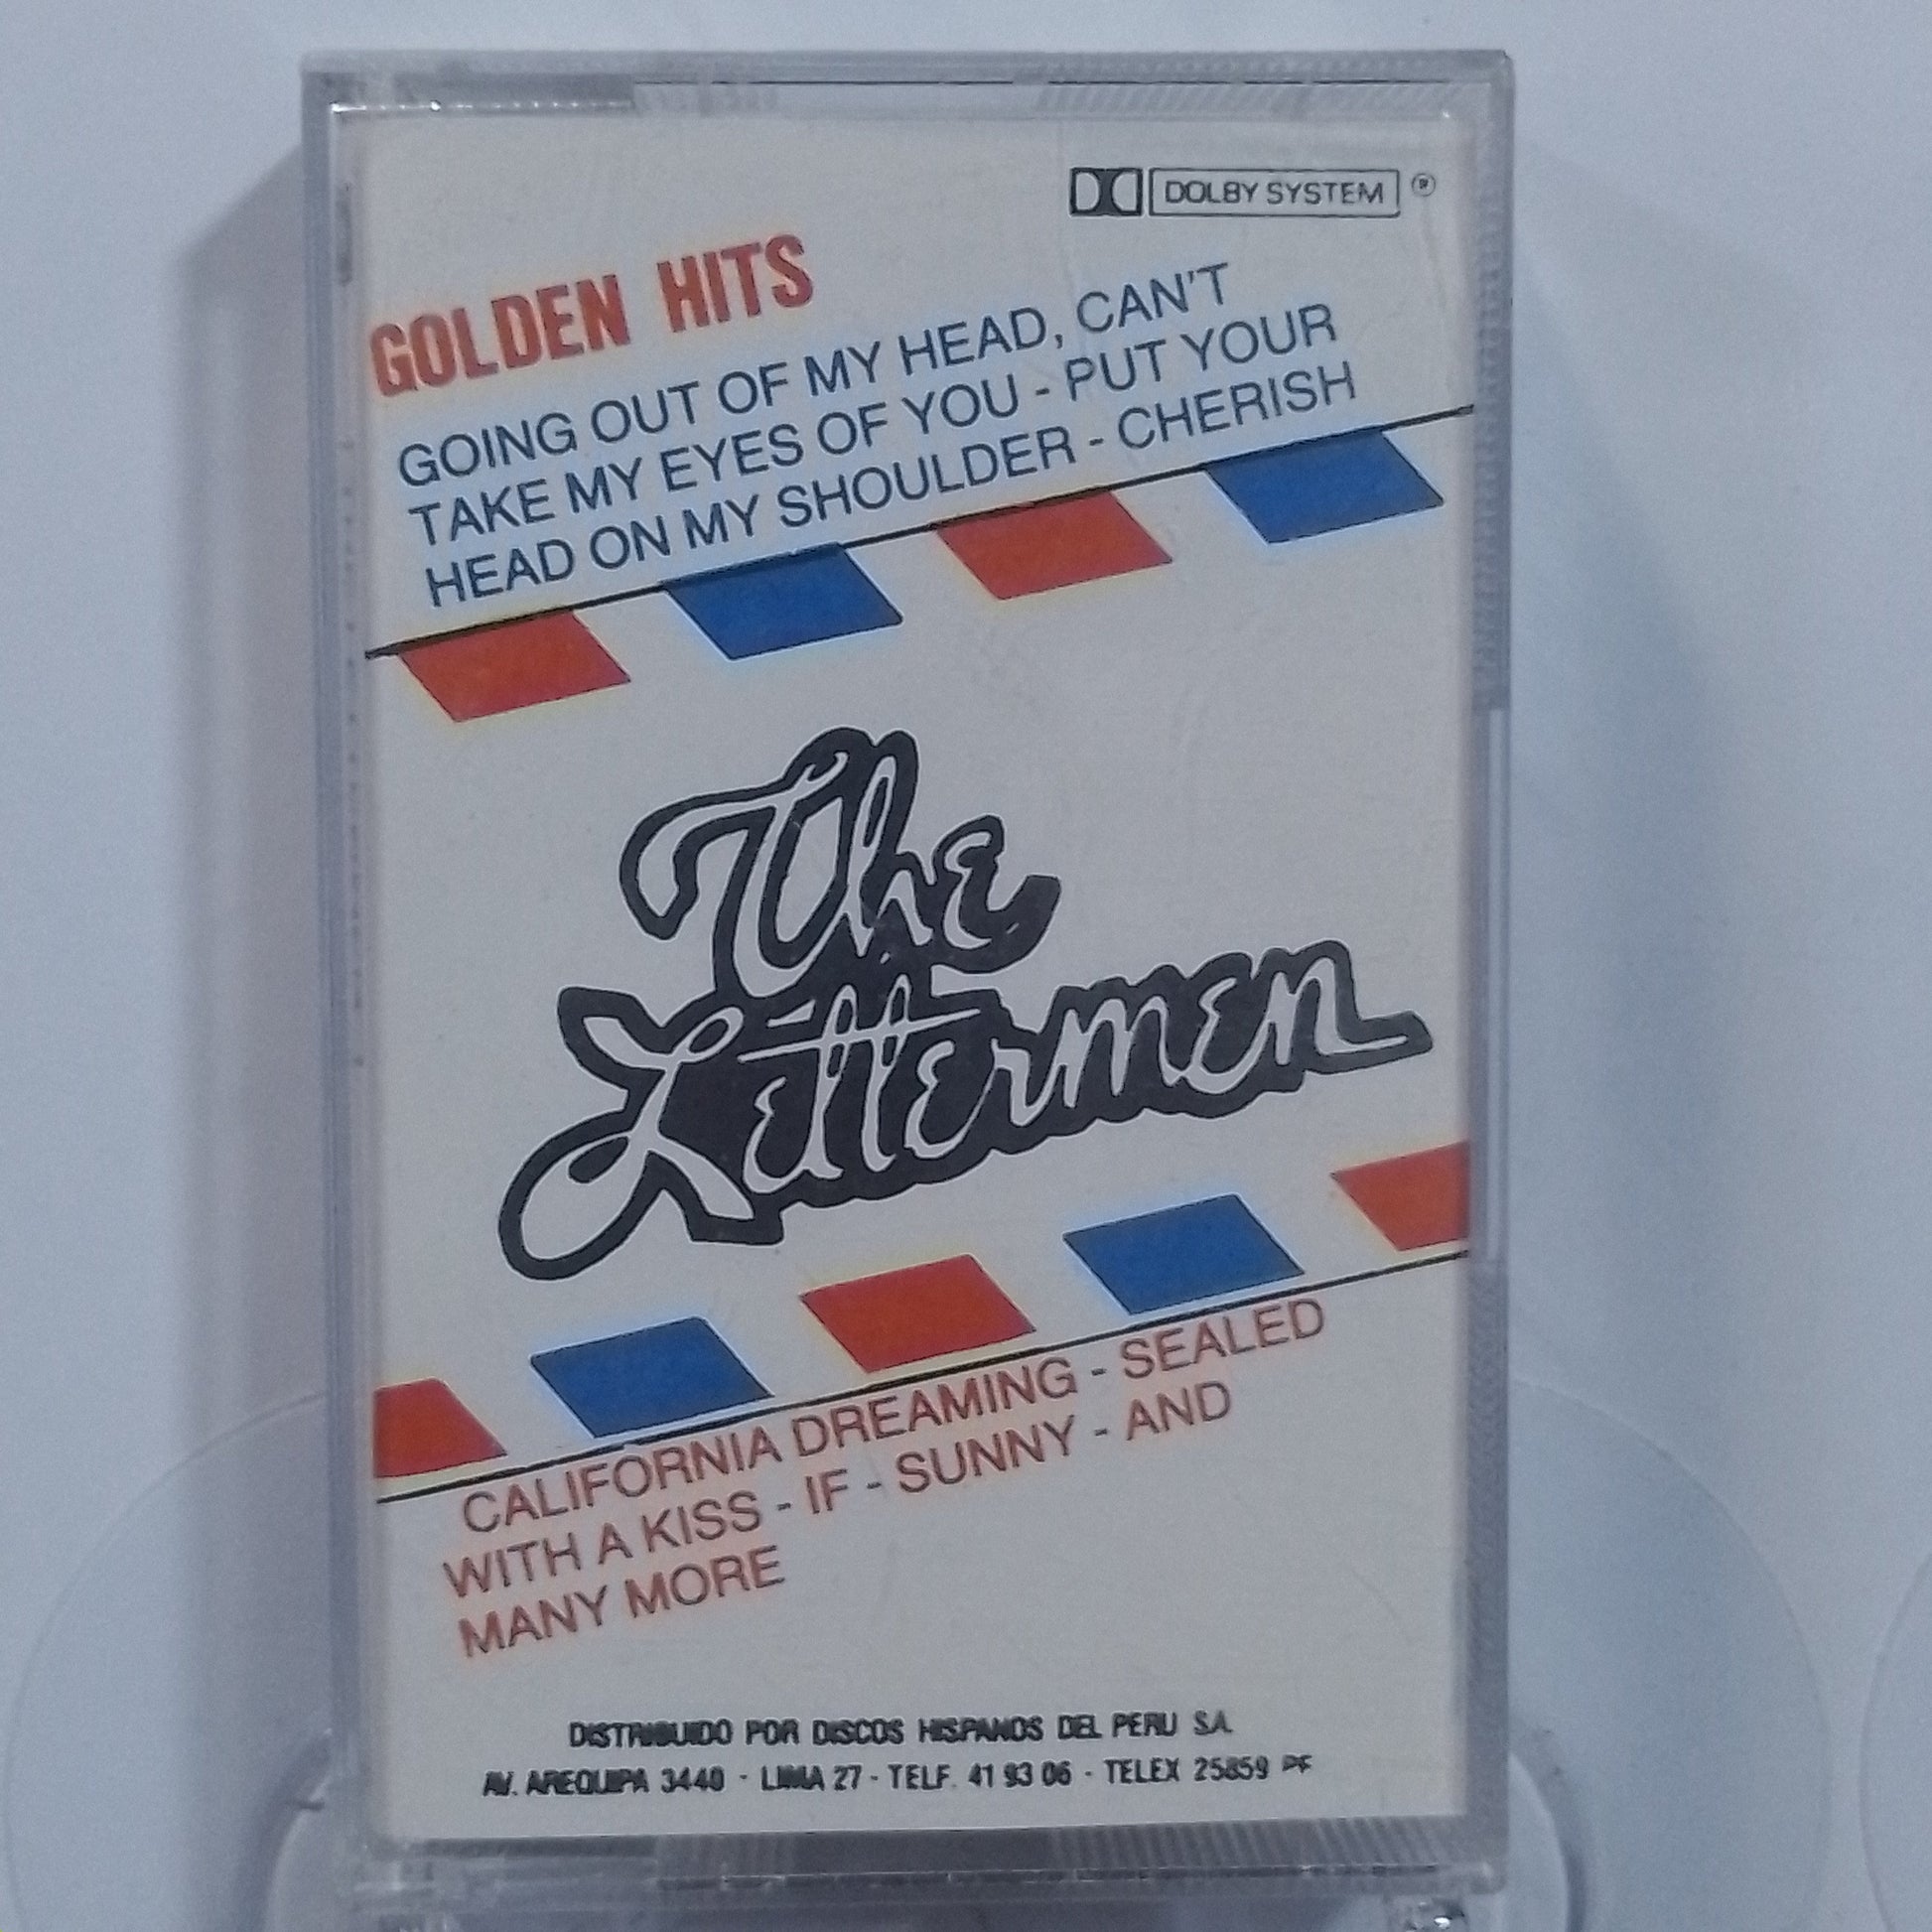 DOLBY SYSTEM ®
GOLDEN HITS
GOING OUT OF MY HEAD, CAN'T
TAKE MY EYES OF YOU - PUT YOUR
HEAD ON MY SHOULDER - CHERISH
The
Lettermen
CALIFORNIA DREAMING - SEALED
WITH A KISS - IF - SUNNY - AND
MANY MORE
DISTRIBUIDO POR DISCOS HISPANOS DEL PERU S.A.
AV. AREQUIPA 3440 - LIMA 27 - TELF. 41 93 06 - TELEX 25859